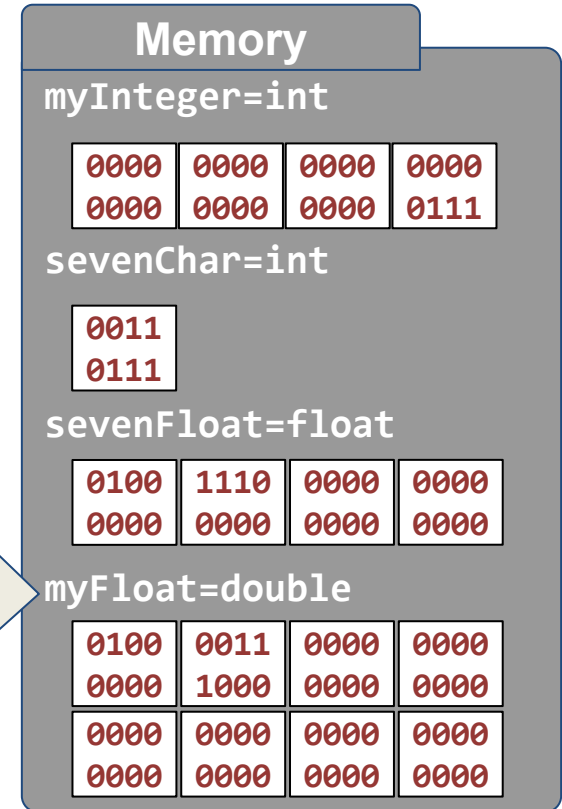 Memory
myInteger=int
0000 0000 0000 0000
0000 0000 0000 0111
sevenChar=int
0011
0111
sevenFloat=float
0100 1110 0000 0000
0000 0000 0000 0000
myFloat=double
0100 0011 0000 0000
0000 1000 0000 0000
0000 0000 0000 0000
0000 0000 0000 0000